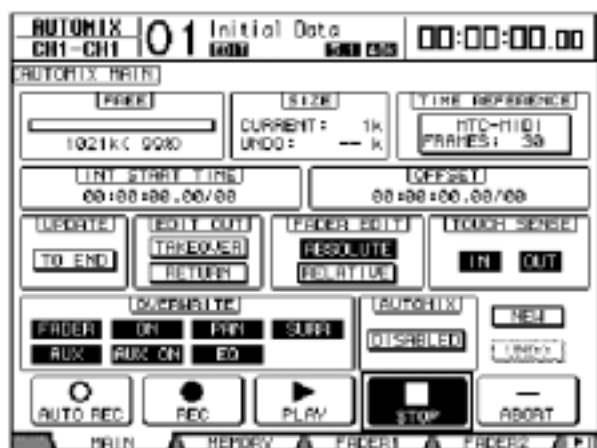 AUTOMIX
CH1-CH1
01
Initial Data
EDIT
5.1
00:00:00.00
AUTOMIX MAIN
FREE
1021k( 99%)
SIZE
CURRENT: 1k
UNDO: -- k
TIME REFERENCE
MTC-MIDI
FRAMES: 30
INT START TIME
00:00:00.00/00
OFFSET
00:00:00.00/00
UPDATE
TO END
EDIT OUT
TAKEOVER
RETURN
FADER EDIT
ABSOLUTE
RELATIVE
TOUCH SENSE
IN OUT
OVERWRITE
FADER ON PAN SURR
AUX AUX ON EQ
AUTOMIX
DISABLED
NEW
UNDO
AUTO REC
REC
PLAY
STOP
ABORT
MAIN MEMORY FADER1 FADER2